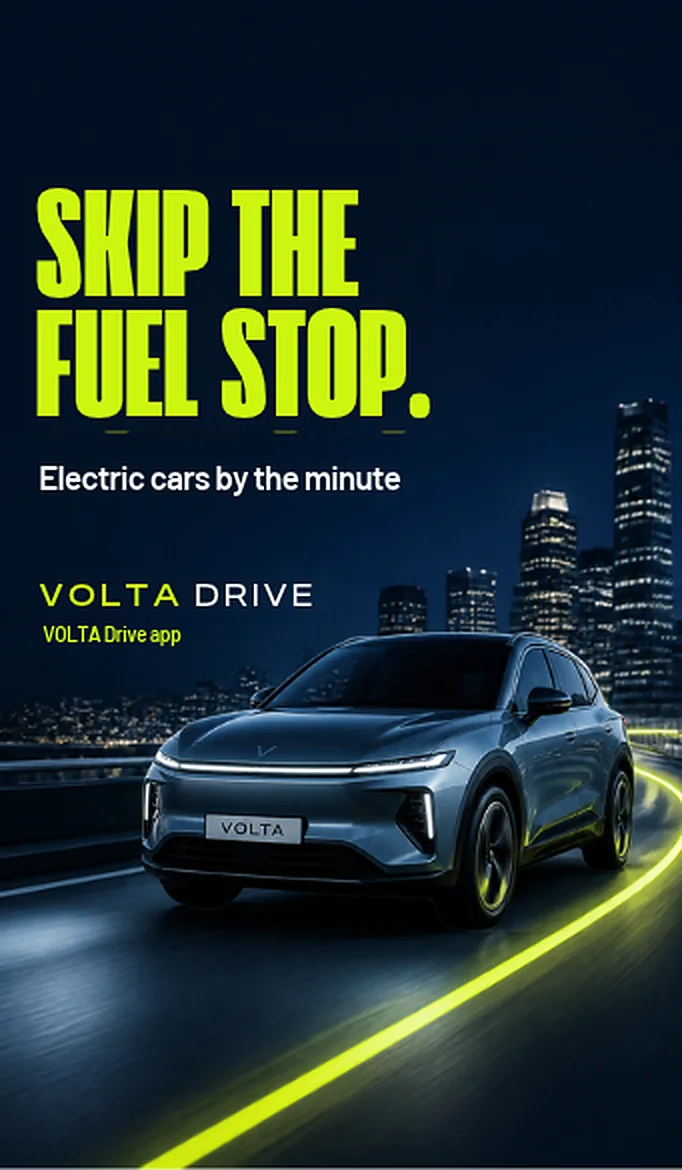 SKIP THE
FUEL STOP.
Electric cars by the minute
VOLTA DRIVE
VOLTA Drive app
VOLTA